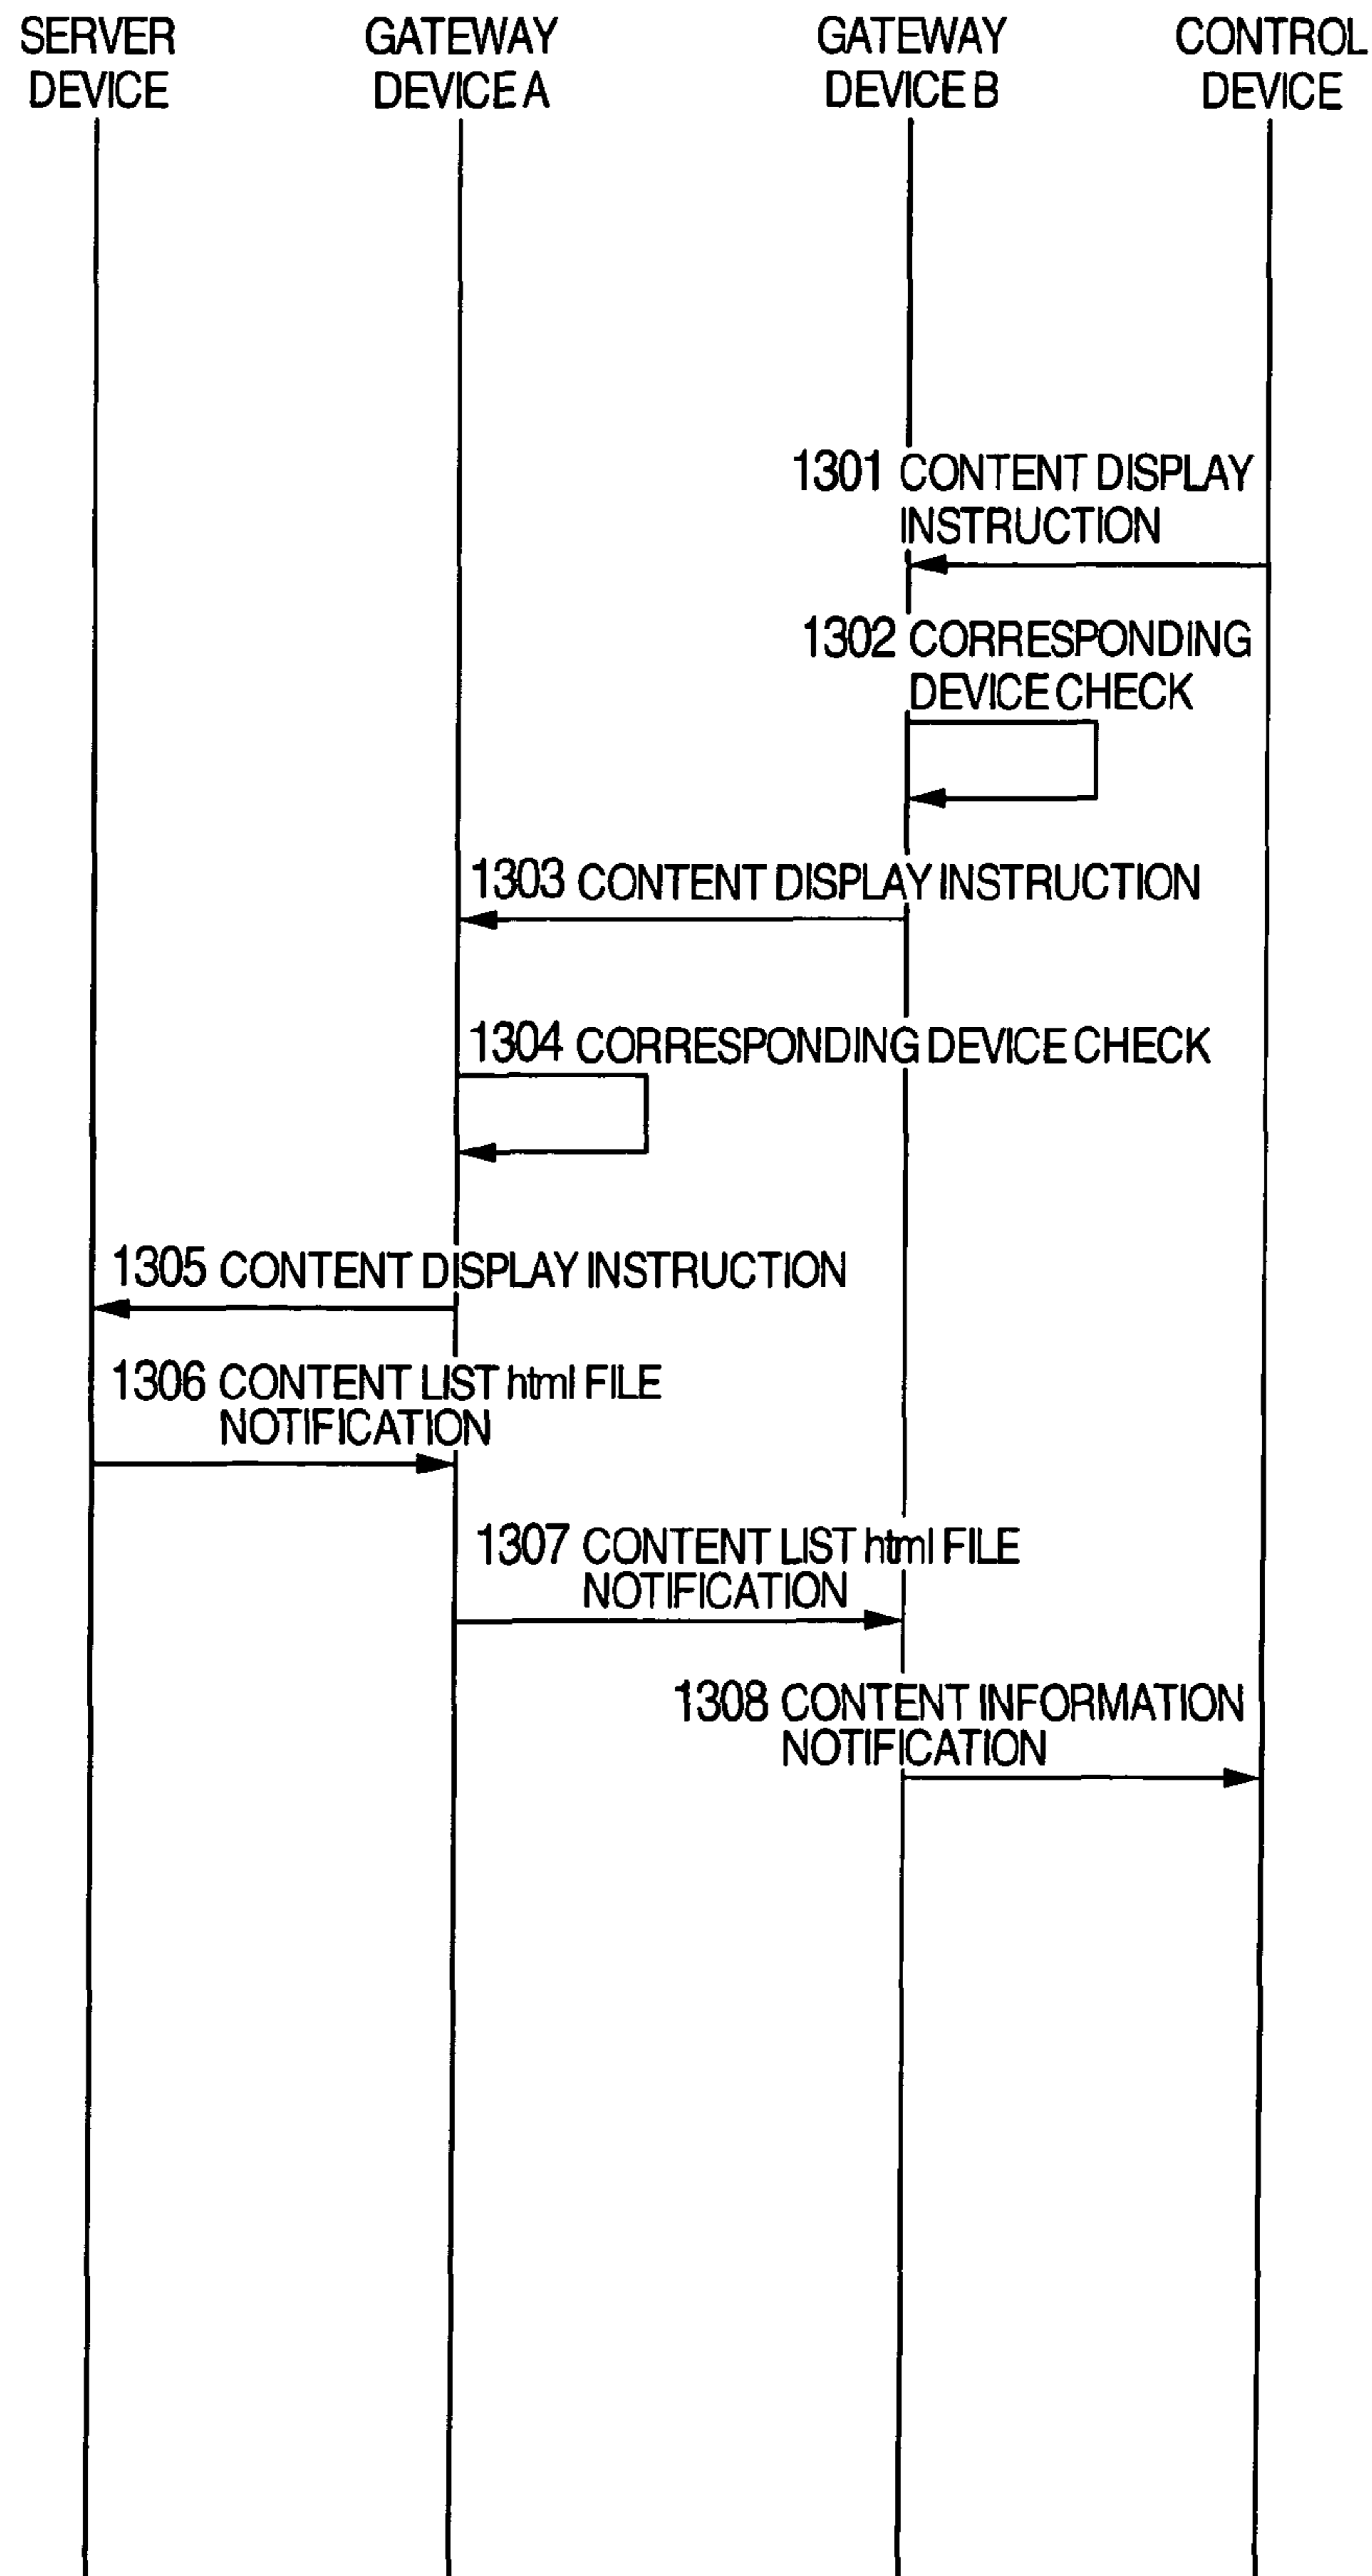 SERVER
DEVICE
GATEWAY
DEVICE A
GATEWAY
DEVICE B
CONTROL
DEVICE
1301 CONTENT DISPLAY
INSTRUCTION
1302 CORRESPONDING
DEVICE CHECK
1303 CONTENT DISPLAY INSTRUCTION
1304 CORRESPONDING DEVICE CHECK
1305 CONTENT DISPLAY INSTRUCTION
1306 CONTENT LIST html FILE
NOTIFICATION
1307 CONTENT LIST html FILE
NOTIFICATION
1308 CONTENT INFORMATION
NOTIFICATION